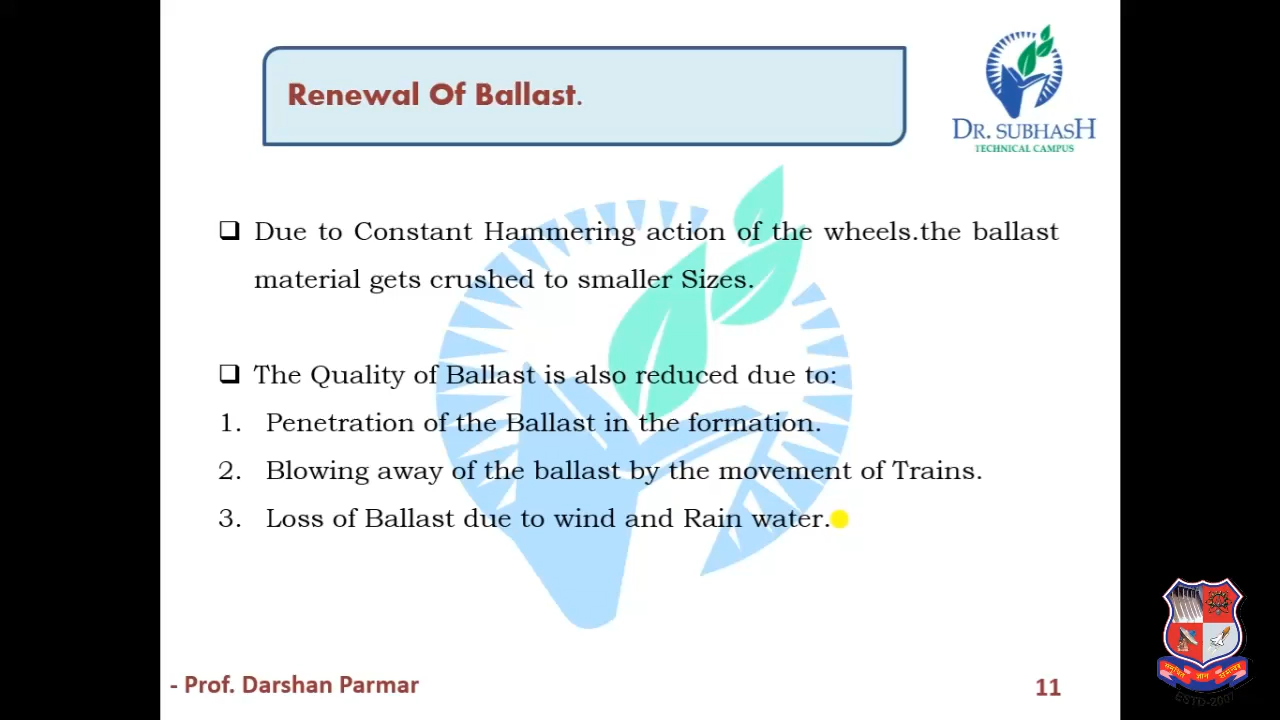 Renewal Of Ballast.
DR. SUBHASH
TECHNICAL CAMPUS
❑ Due to Constant Hammering action of the wheels.the ballast
material gets crushed to smaller Sizes.
❑ The Quality of Ballast is also reduced due to:
1. Penetration of the Ballast in the formation.
2. Blowing away of the ballast by the movement of Trains.
3. Loss of Ballast due to wind and Rain water.
- Prof. Darshan Parmar
11
ESTD-2007